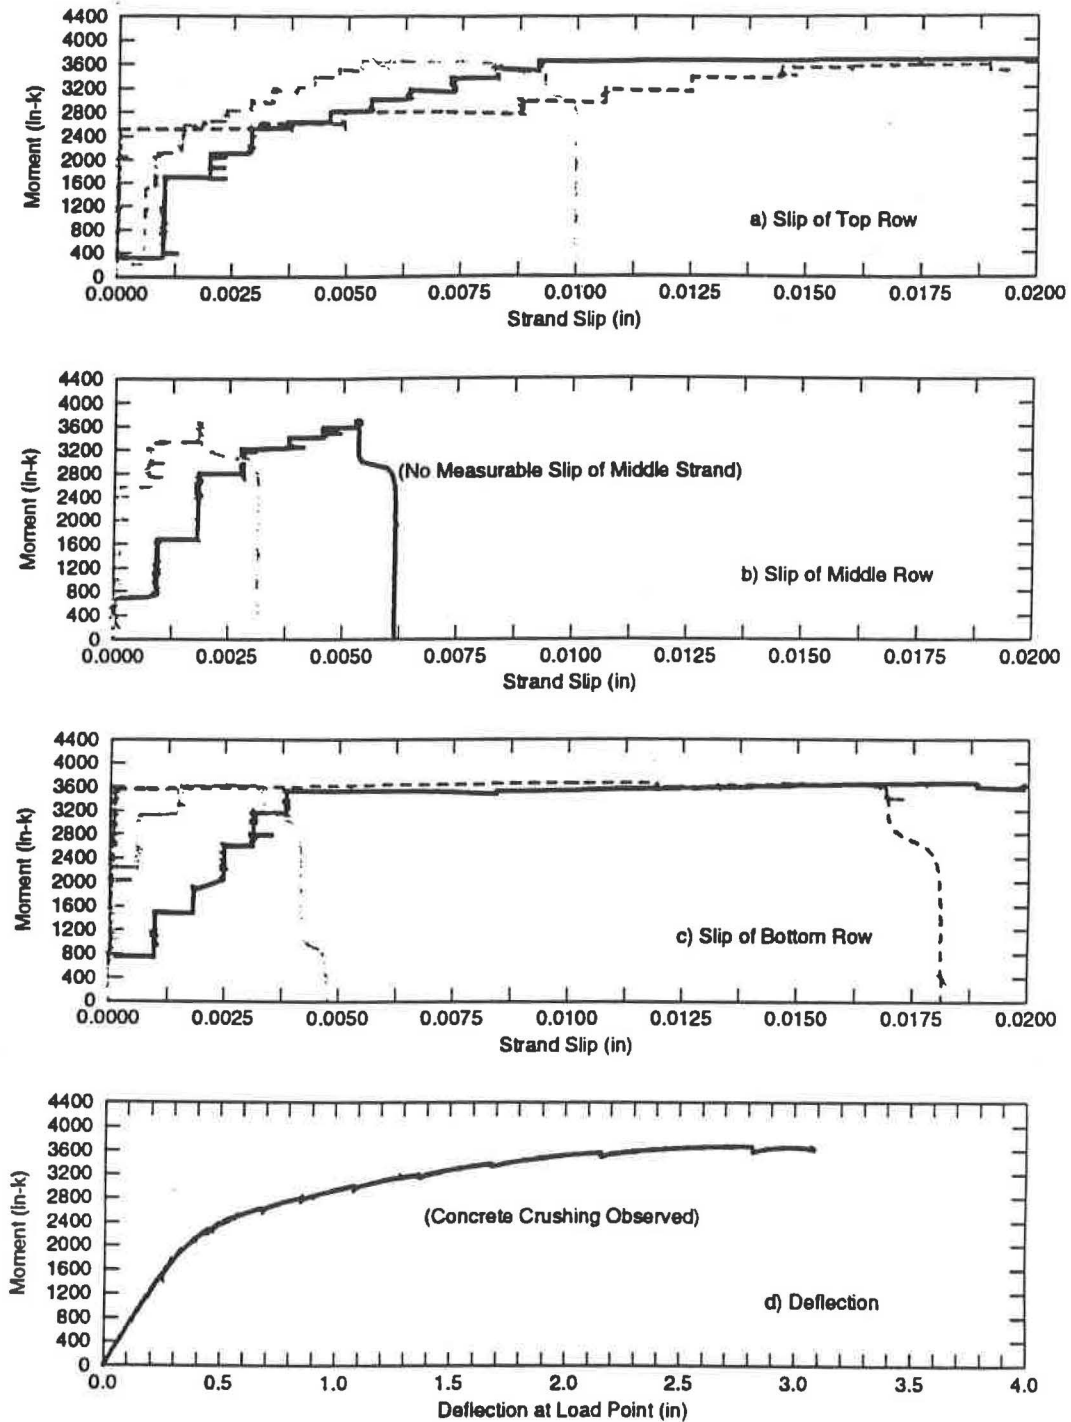 4400
4000
3600
3200
2800
2400
2000
1600
1200
800
400
0
Moment (in-k)
a) Slip of Top Row
0.0000 0.0025 0.0050 0.0075 0.0100 0.0125 0.0150 0.0175 0.0200
Strand Slip (in)
4400
4000
3600
3200
2800
2400
2000
1600
1200
800
400
0
Moment (in-k)
(No Measurable Slip of Middle Strand)
b) Slip of Middle Row
0.0000 0.0025 0.0050 0.0075 0.0100 0.0125 0.0150 0.0175 0.0200
Strand Slip (in)
4400
4000
3600
3200
2800
2400
2000
1600
1200
800
400
0
Moment (in-k)
c) Slip of Bottom Row
0.0000 0.0025 0.0050 0.0075 0.0100 0.0125 0.0150 0.0175 0.0200
Strand Slip (in)
4400
4000
3600
3200
2800
2400
2000
1600
1200
800
400
0
Moment (in-k)
(Concrete Crushing Observed)
d) Deflection
0.0 0.5 1.0 1.5 2.0 2.5 3.0 3.5 4.0
Deflection at Load Point (in)